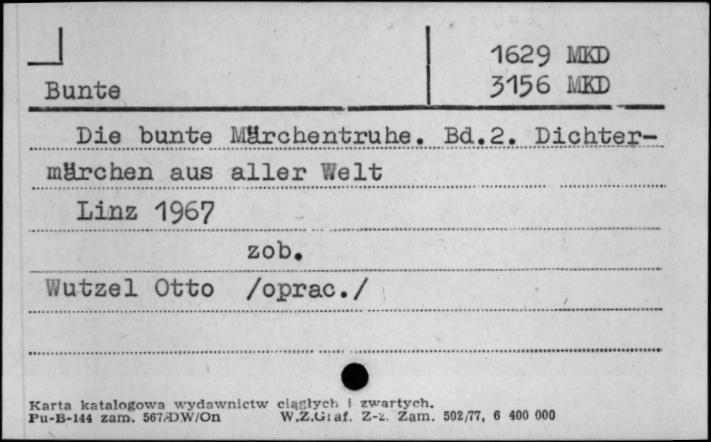 1629 MKD
Bunte 3156 MKD
Die bunte Märchentruhe. Bd.2. Dichter-
märchen aus aller Welt
Linz 1967
zob.
Wutzel Otto /oprac./
Karta katalogowa wydawnictw ciągłych i zwartych.
Pu-B-144 zam. 567/DW/On W.Z.Graf. Z-z. Zam. 502/77, 6 400 000